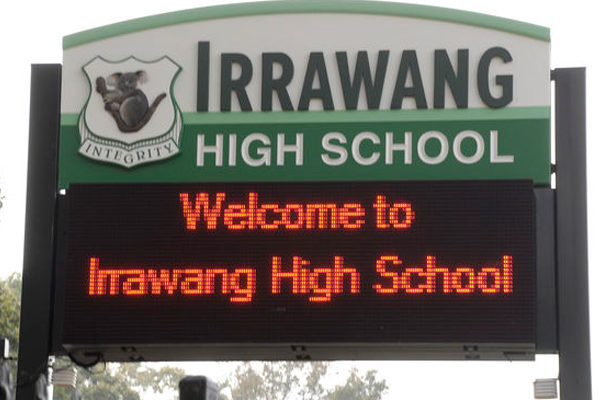 IRRAWANG
HIGH SCHOOL
INTEGRITY
Welcome to
Irrawang High School